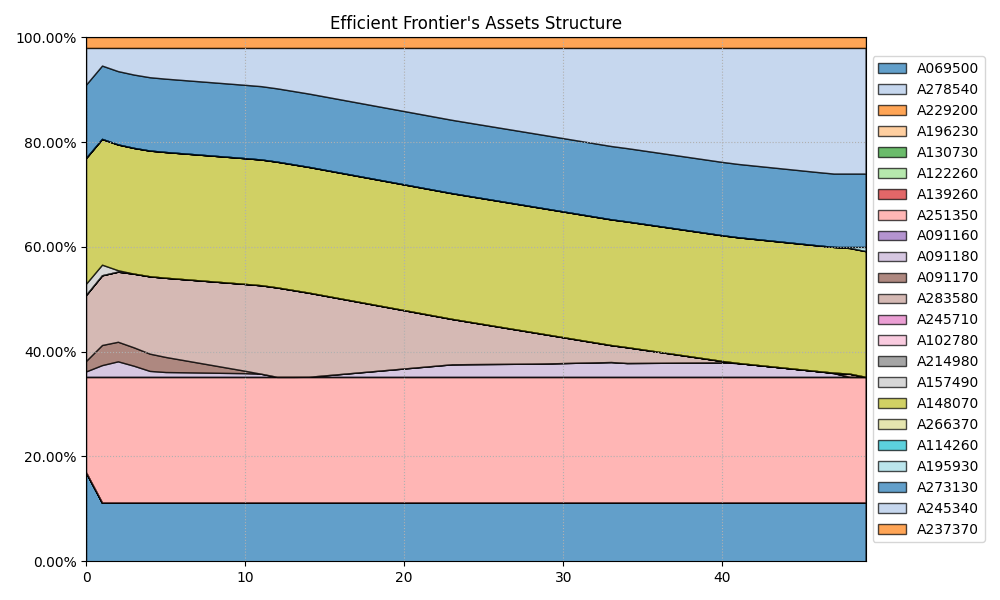 Efficient Frontier's Assets Structure
100.00%
80.00%
60.00%
40.00%
20.00%
0.00%
0
10
20
30
40
A069500
A278540
A229200
A196230
A130730
A122260
A139260
A251350
A091160
A091180
A091170
A283580
A245710
A102780
A214980
A157490
A148070
A266370
A114260
A195930
A273130
A245340
A237370